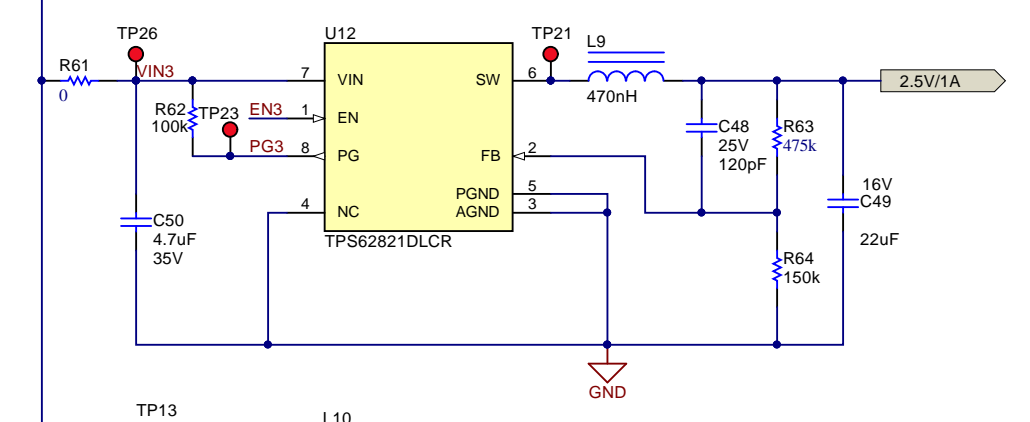 TP26
U12
TP21
L9
R61
VIN3
7
VIN
SW
6
2.5V/1A
0
470nH
R62
TP23
EN3
1
EN
C48
R63
100k
25V
475k
PG3
8
PG
FB
2
120pF
16V
PGND
5
C49
4
NC
AGND
3
C50
4.7uF
TPS62821DLCR
22uF
35V
R64
150k
GND
TP13
L10